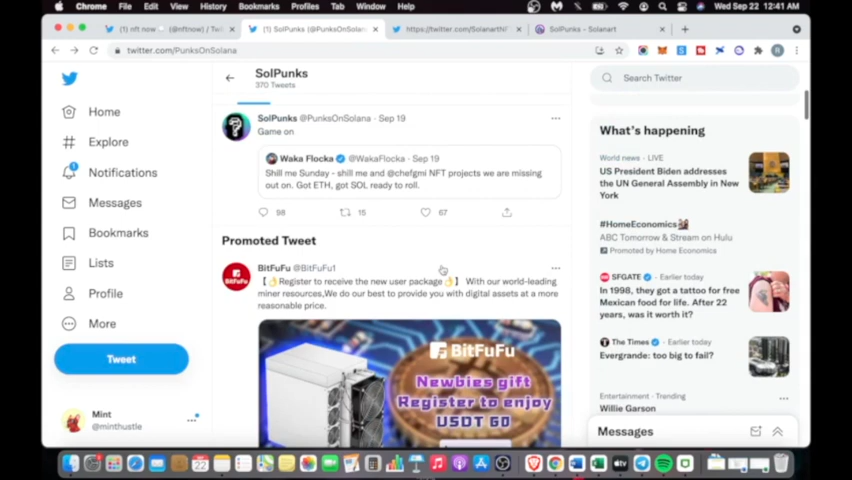 Chrome File Edit View History Bookmarks Profiles Tab Window Help
Wed Sep 22 12:41 AM
nft now (@nftnow) / Tw
(1) SolPunks (@PunksOnSolana
https://twitter.com/SolanartNF
SolPunks - Solanart
twitter.com/PunksOnSolana
Home
Explore
1
Notifications
Messages
Bookmarks
Lists
Profile
More
Tweet
Mint
@minthustle
SolPunks
370 Tweets
SolPunks @PunksOnSolana · Sep 19
Game on
Waka Flocka @WakaFlocka · Sep 19
Shill me Sunday - shill me and @chefgmi NFT projects we are missing
out on. Got ETH, got SOL ready to roll.
98 15 67
Promoted Tweet
BitFuFu @BitFuFu1
【👌Register to receive the new user package👌】 With our world-leading
miner resources,We do our best to provide you with digital assets at a more
reasonable price.
BitFuFu
Newbies gift
Register to enjoy
USDT 60
Search Twitter
What's happening
World news · LIVE
US President Biden addresses
the UN General Assembly in New
York
#HomeEconomics
ABC Tomorrow & Stream on Hulu
Promoted by Home Economics
SFGATE · Earlier today
In 1998, they got a tattoo for free
Mexican food for life. After 22
years, was it worth it?
The Times · Earlier today
Evergrande: too big to fail?
Entertainment · Trending
Willie Garson
Messages